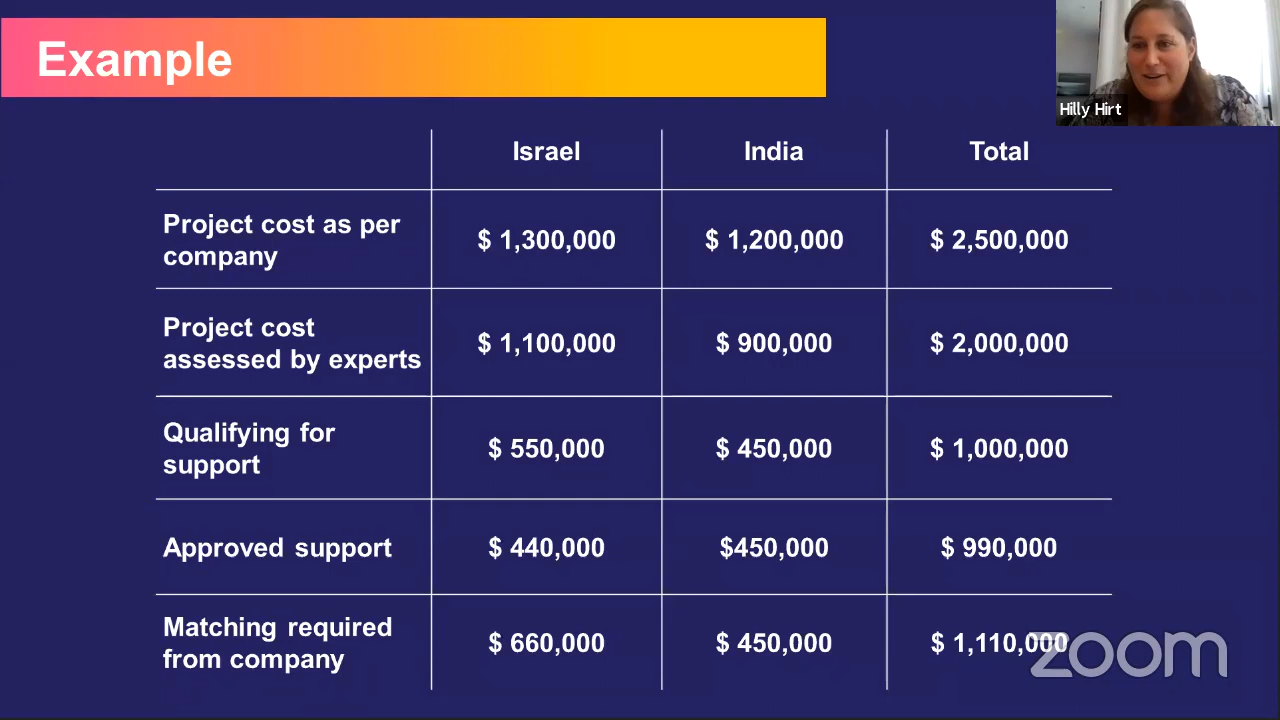 Example
Hilly Hirt
Israel India Total
Project cost as per
company
$ 1,300,000 $ 1,200,000 $ 2,500,000
Project cost
assessed by experts
$ 1,100,000 $ 900,000 $ 2,000,000
Qualifying for
support
$ 550,000 $ 450,000 $ 1,000,000
Approved support $ 440,000 $450,000 $ 990,000
Matching required
from company
$ 660,000 $ 450,000 $ 1,110,000
zoom